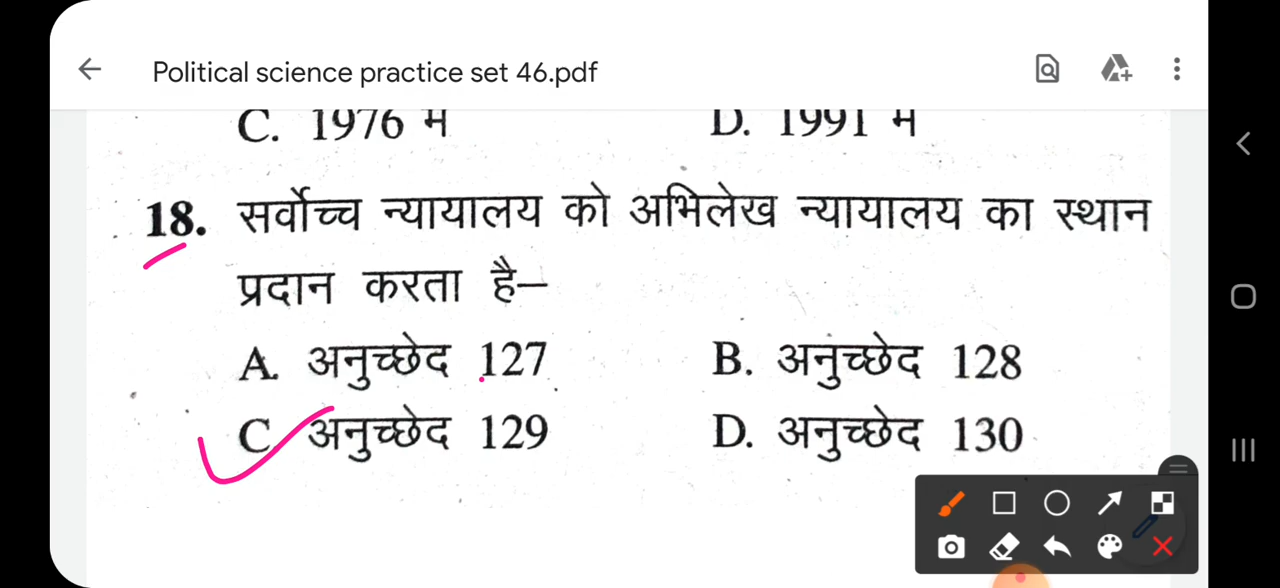 Political science practice set 46.pdf
C. 1976 में D. 1991 में
18. सर्वोच्च न्यायालय को अभिलेख न्यायालय का स्थान
प्रदान करता है–
A. अनुच्छेद 127 B. अनुच्छेद 128
C. अनुच्छेद 129 D. अनुच्छेद 130